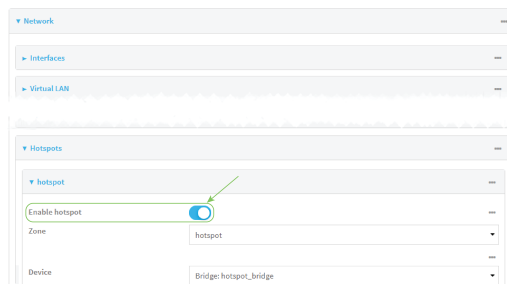 Network
Interfaces
Virtual LAN
Hotspots
hotspot
Enable hotspot
Zone
hotspot
Device
Bridge: hotspot_bridge